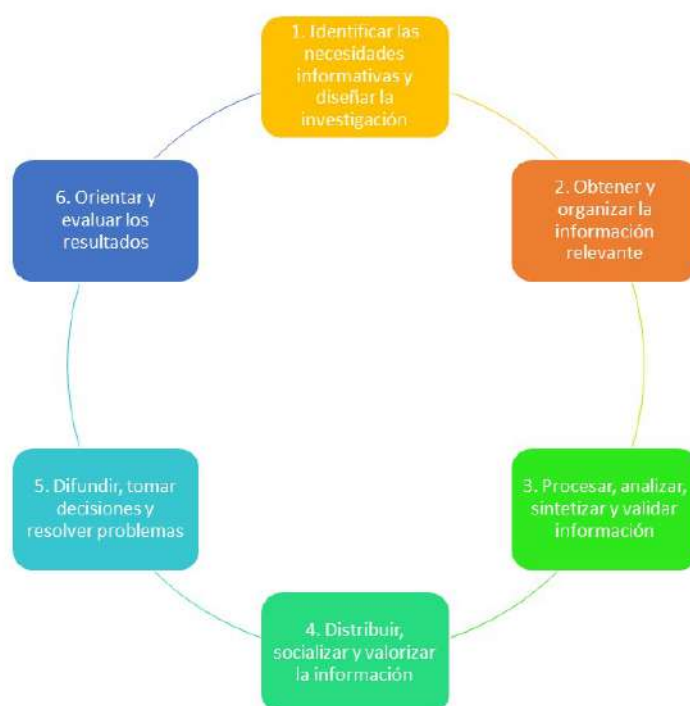 1. Identificar las
necesidades
informativas y
diseñar la
investigación
2. Obtener y
organizar la
información
relevante
3. Procesar, analizar,
sintetizar y validar
información
4. Distribuir,
socializar y valorizar
la información
5. Difundir, tomar
decisiones y
resolver problemas
6. Orientar y
evaluar los
resultados